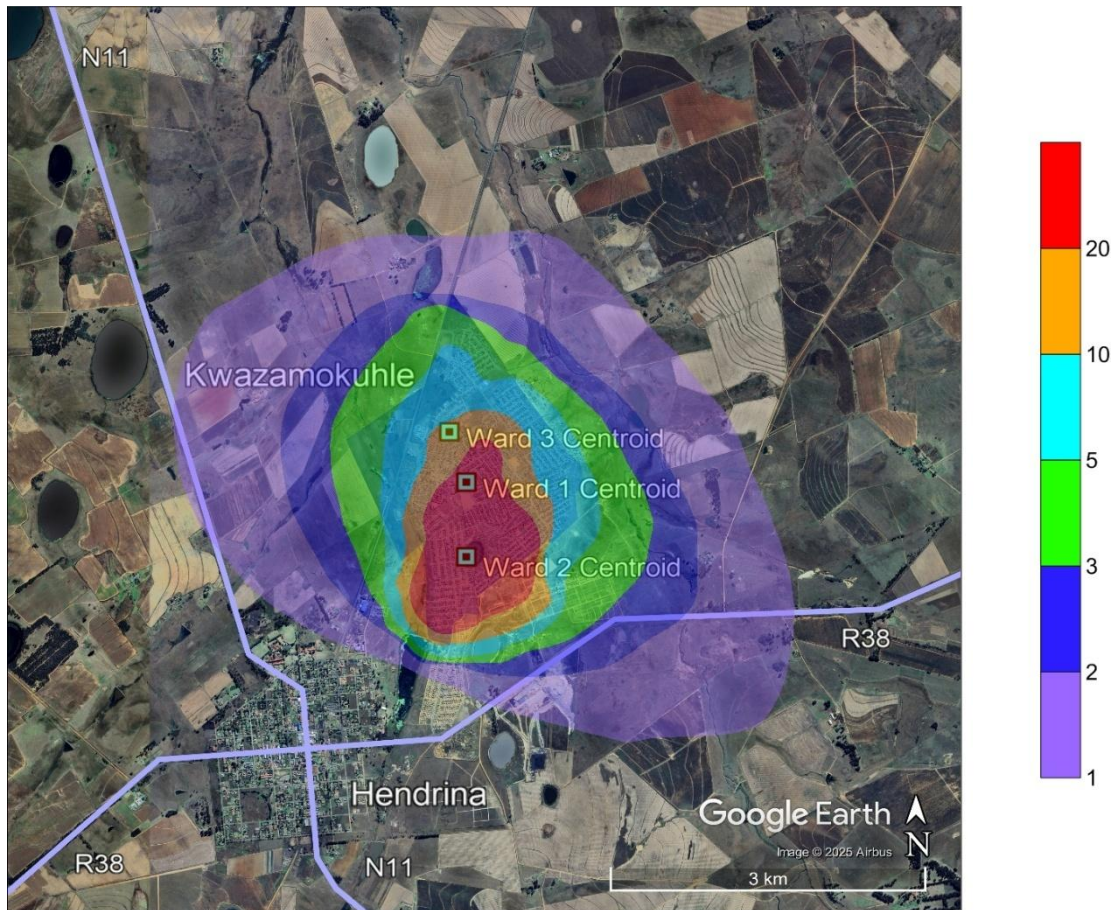 N11
Kwazamokuhle
Ward 3 Centroid
Ward 1 Centroid
Ward 2 Centroid
R38
Hendrina
Google Earth
N
Image © 2025 Airbus
R38
N11
3 km
20
10
5
3
2
1